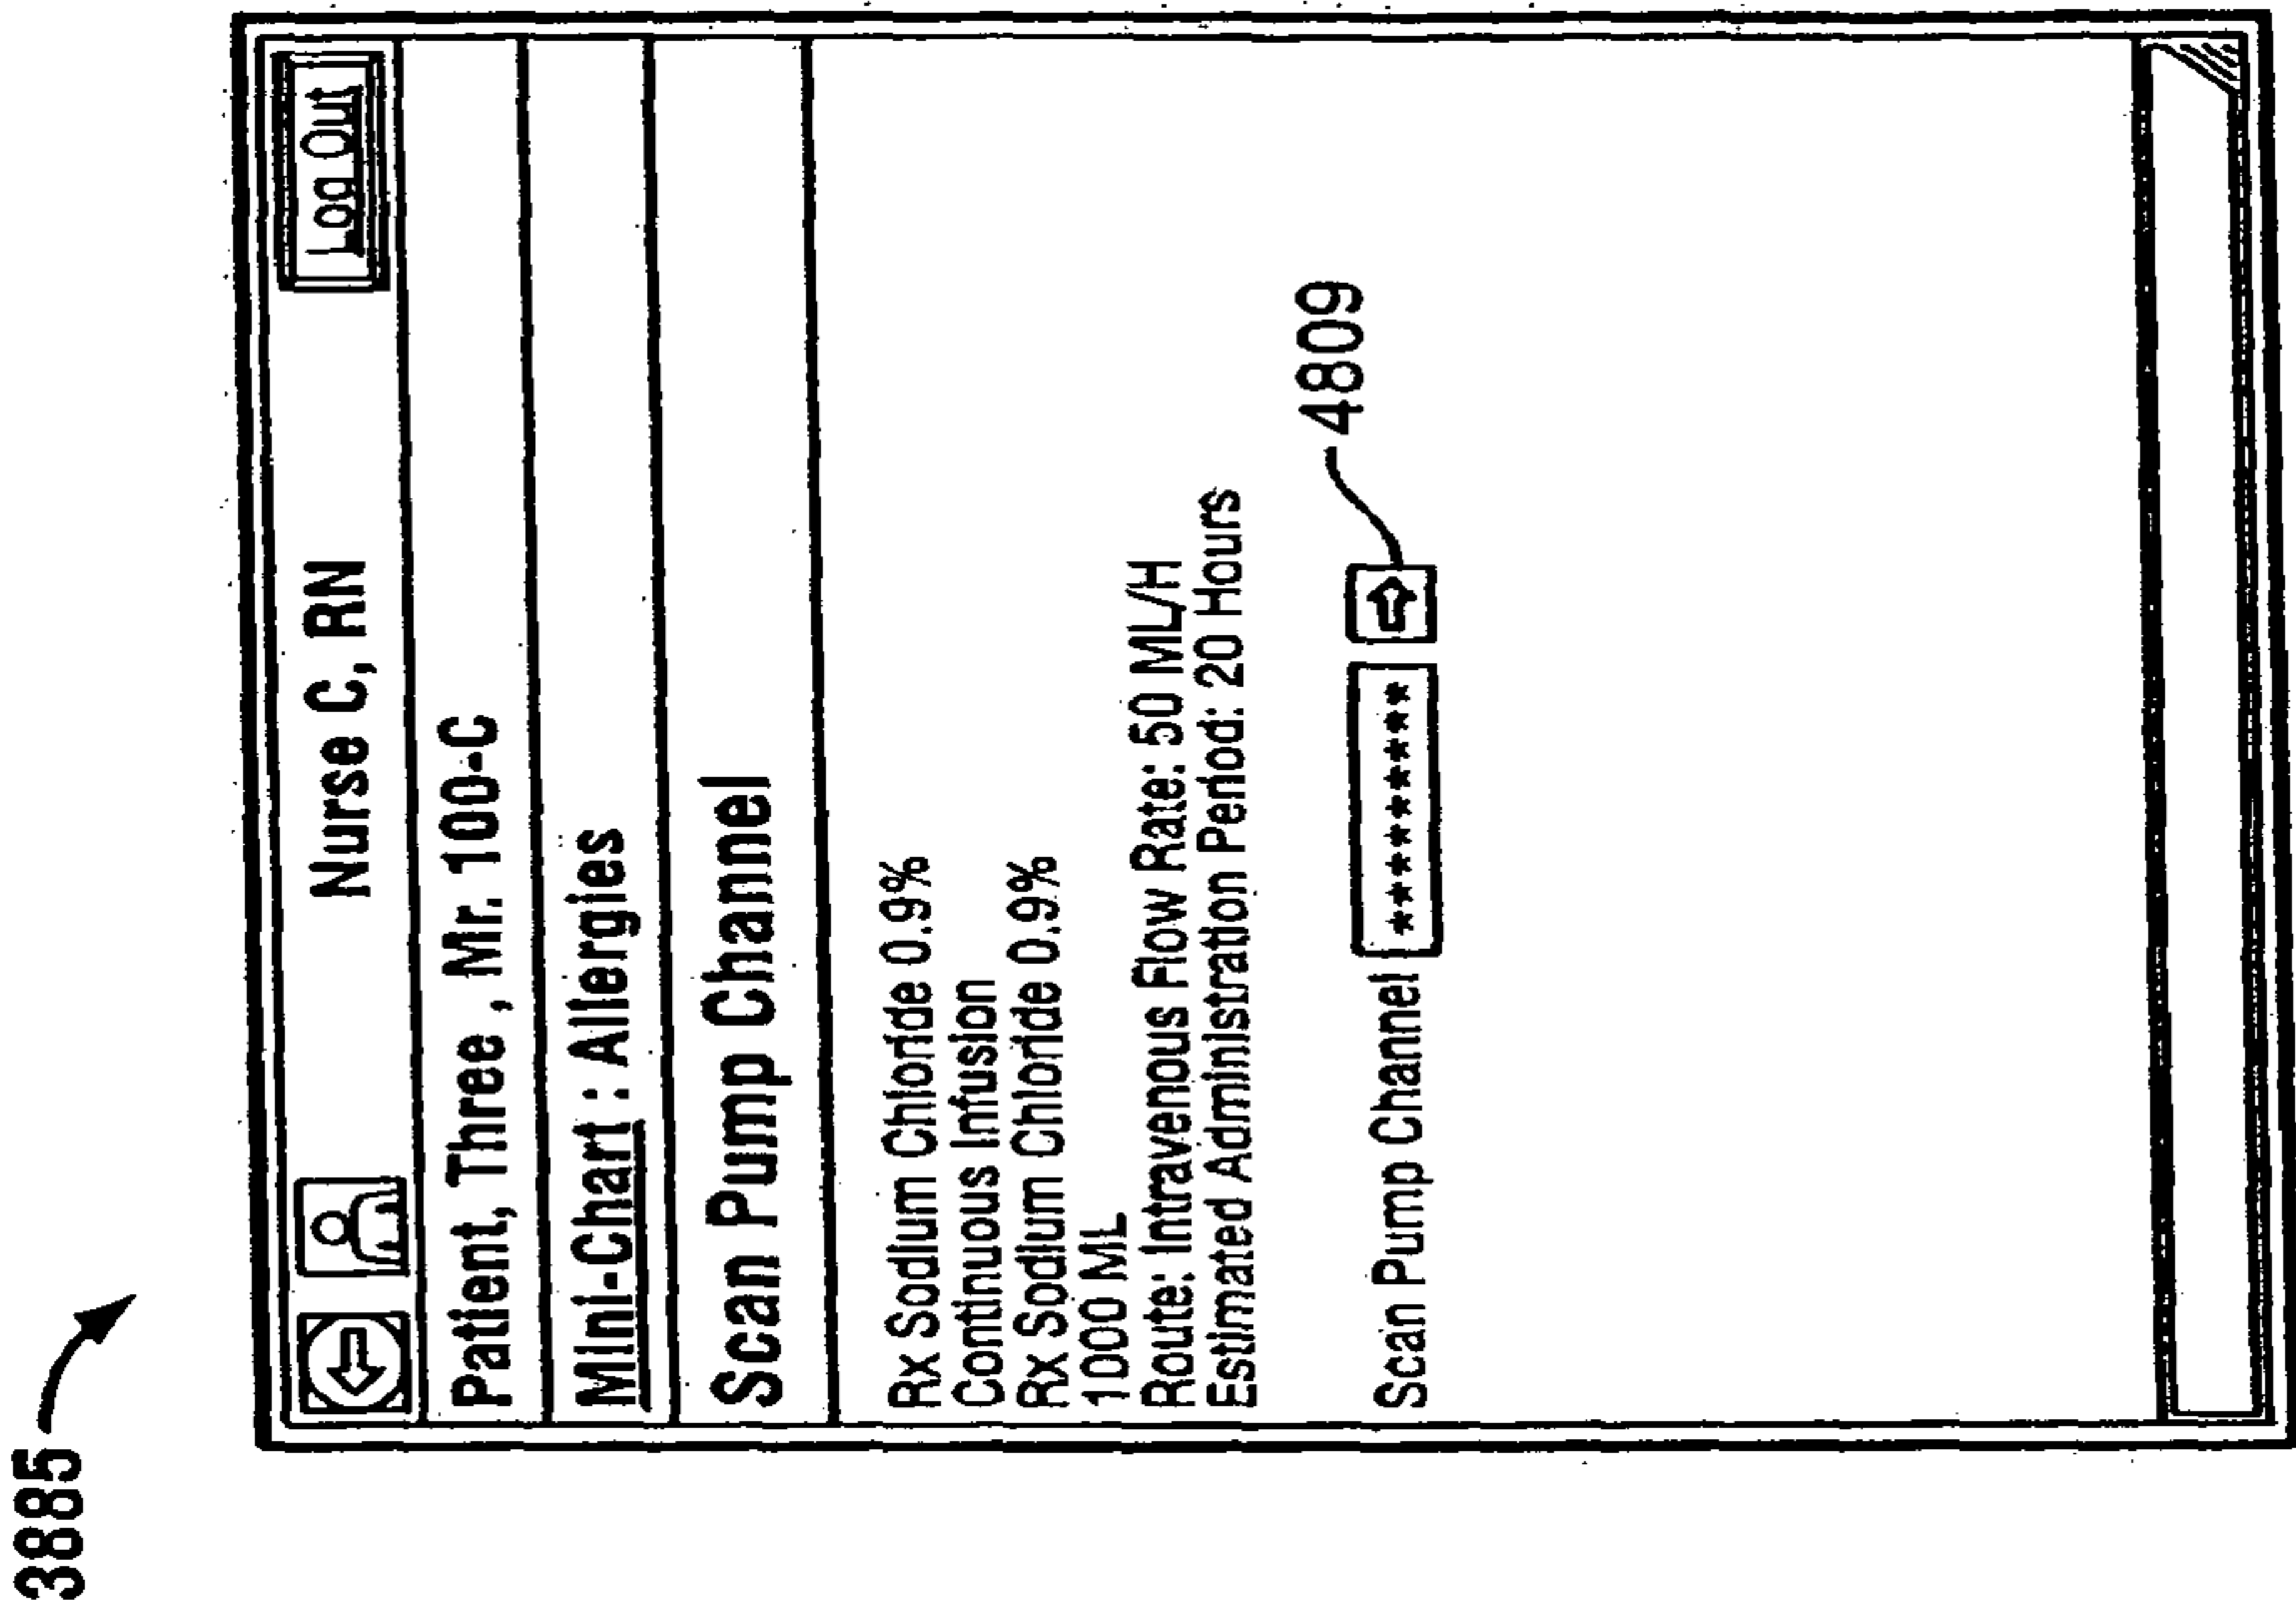 3885
Nurse C, RN
Log Out
Patient, Three , Mr. 100-C
Mini-Chart : Allergies
Scan Pump Channel
Rx Sodium Chloride 0.9%
Continuous Infusion
Rx Sodium Chloride 0.9%
1000 ML
Route: Intravenous Flow Rate: 50 ML/H
Estimated Administration Period: 20 Hours
4809
Scan Pump Channel *********